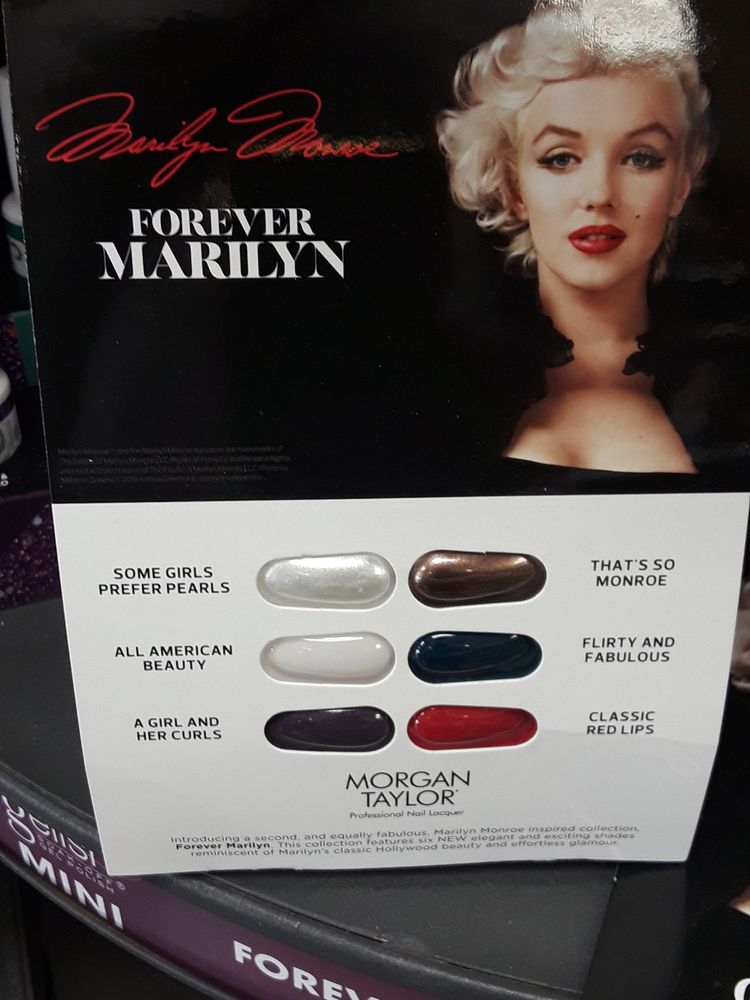 Marilyn Monroe
FOREVER
MARILYN
SOME GIRLS
PREFER PEARLS
THAT'S SO
MONROE
ALL AMERICAN
BEAUTY
FLIRTY AND
FABULOUS
A GIRL AND
HER CURLS
CLASSIC
RED LIPS
MORGAN
TAYLOR
Professional Nail Lacquer
Introducing a second, and equally fabulous, Marilyn Monroe inspired collection,
Forever Marilyn. This collection features six NEW elegant and exciting shades
reminiscent of Marilyn's classic Hollywood beauty and effortless glamour.
MINI
FOREV